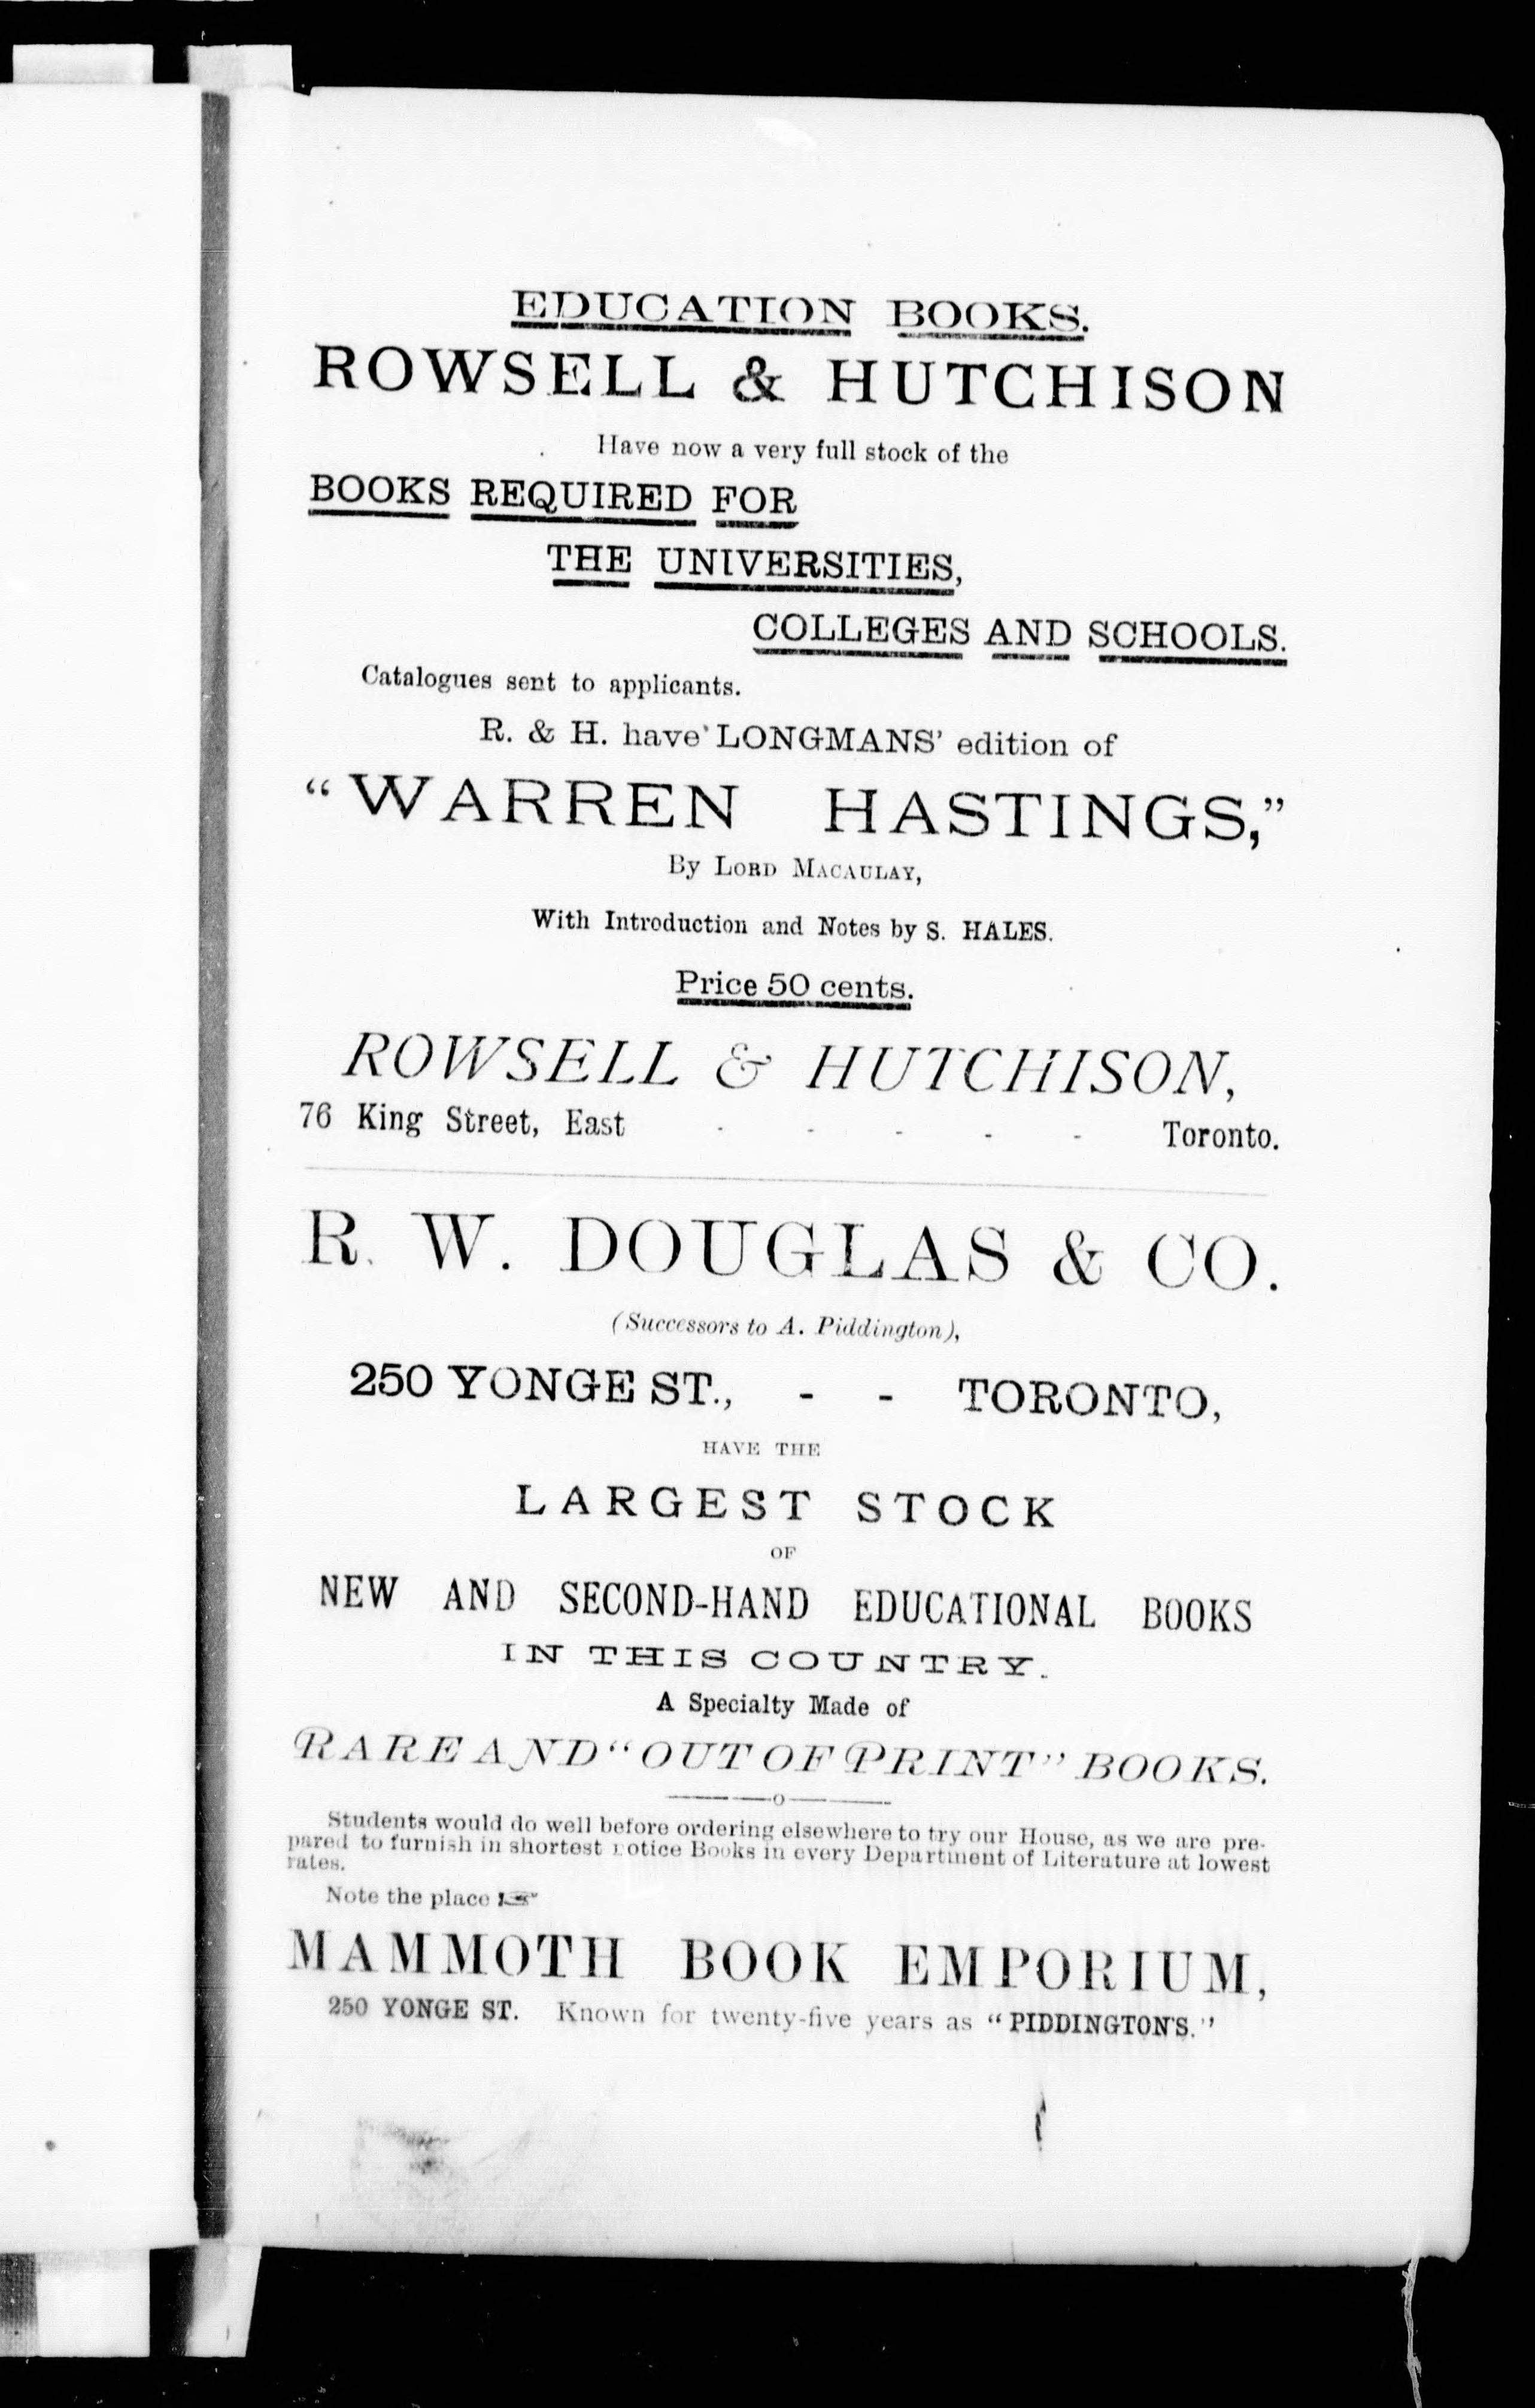 EDUCATION BOOKS.
ROWSELL & HUTCHISON
Have now a very full stock of the
BOOKS REQUIRED FOR
THE UNIVERSITIES,
COLLEGES AND SCHOOLS.
Catalogues sent to applicants.
R. & H. have LONGMANS' edition of
"WARREN HASTINGS,"
By LORD MACAULAY,
With Introduction and Notes by S. HALES.
Price 50 cents.
ROWSELL & HUTCHISON,
76 King Street, East - - - - - Toronto.
R. W. DOUGLAS & CO.
(Successors to A. Piddington),
250 YONGE ST., - - TORONTO,
HAVE THE
LARGEST STOCK
OF
NEW AND SECOND-HAND EDUCATIONAL BOOKS
IN THIS COUNTRY.
A Specialty Made of
RARE AND "OUT OF PRINT" BOOKS.
Students would do well before ordering elsewhere to try our House, as we are pre-
pared to furnish in shortest notice Books in every Department of Literature at lowest
rates.
Note the place ☞
MAMMOTH BOOK EMPORIUM,
250 YONGE ST. Known for twenty-five years as "PIDDINGTON'S."